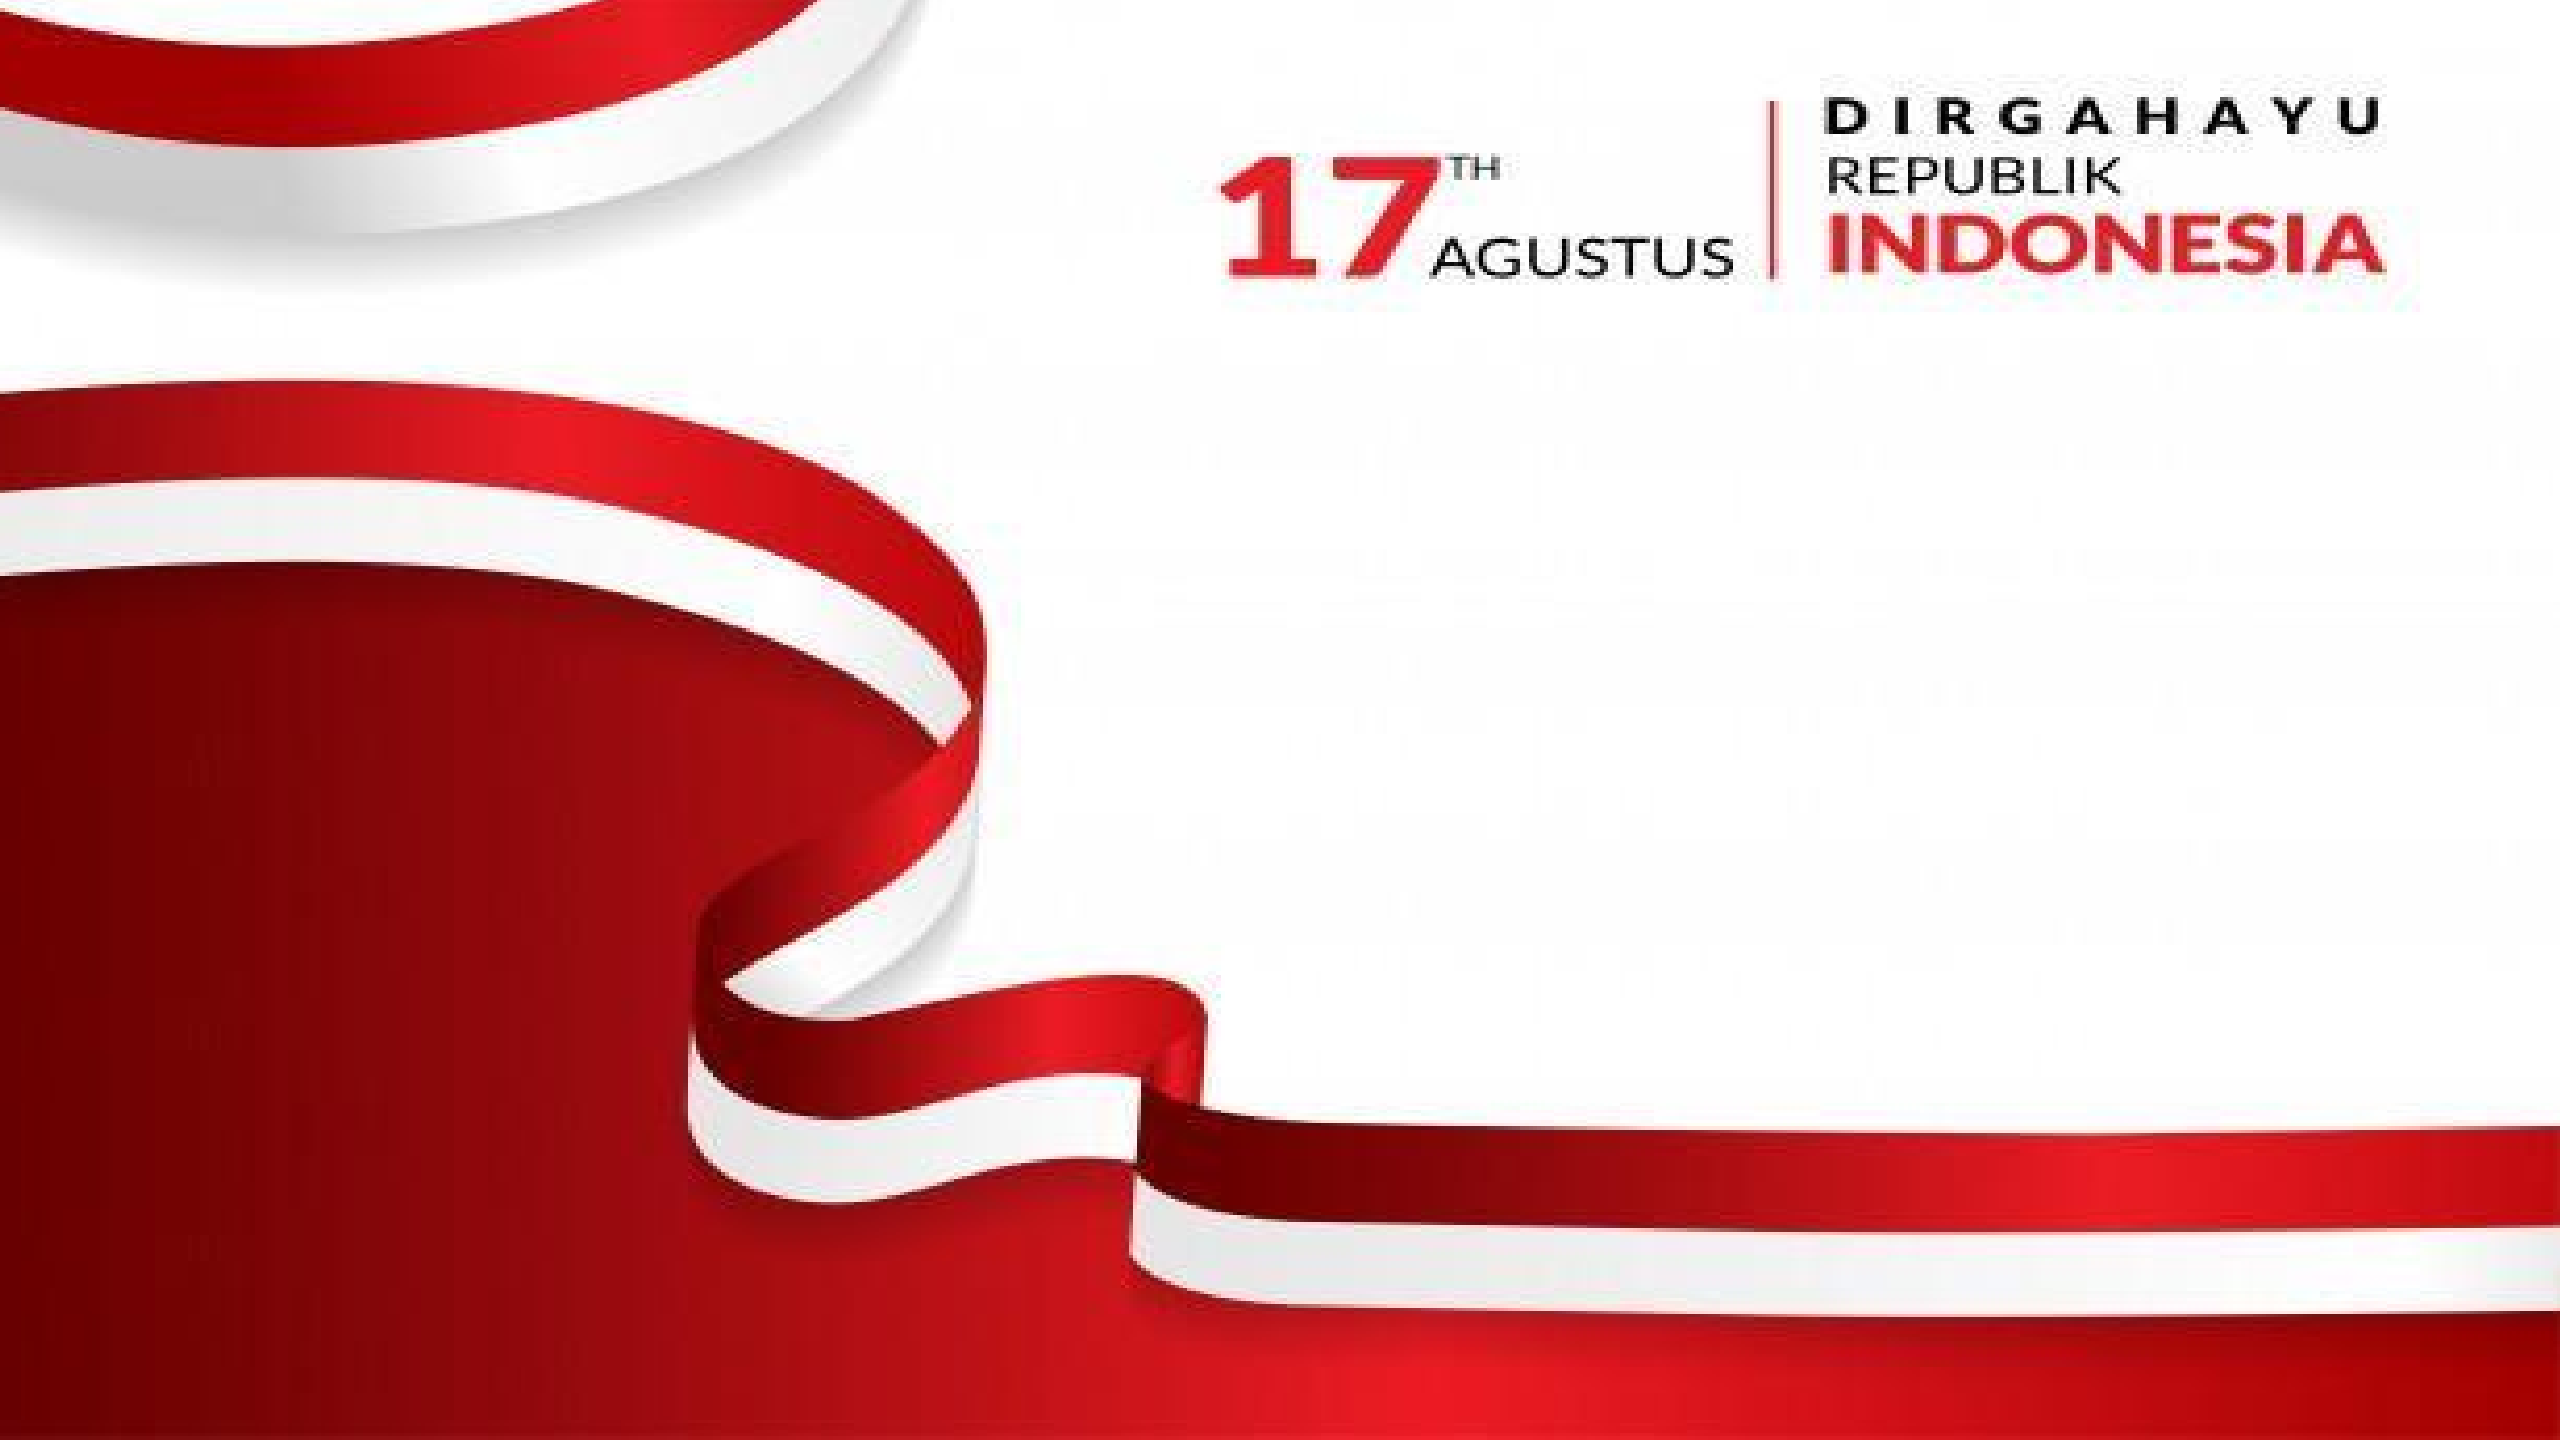 17TH AGUSTUS
DIRGAHAYU
REPUBLIK
INDONESIA